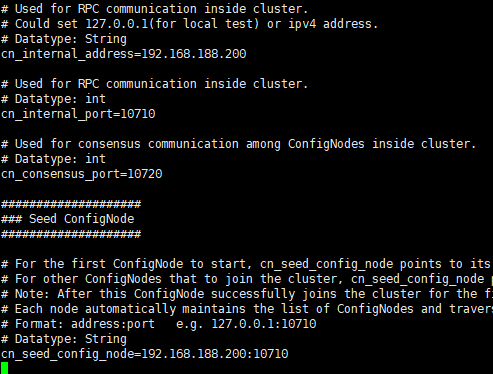 # Used for RPC communication inside cluster.
# Could set 127.0.0.1(for local test) or ipv4 address.
# Datatype: String
cn_internal_address=192.168.188.200
# Used for RPC communication inside cluster.
# Datatype: int
cn_internal_port=10710
# Used for consensus communication among ConfigNodes inside cluster.
# Datatype: int
cn_consensus_port=10720
####################
### Seed ConfigNode
####################
# For the first ConfigNode to start, cn_seed_config_node points to its
# For other ConfigNodes that to join the cluster, cn_seed_config_node p
# Note: After this ConfigNode successfully joins the cluster for the fi
# Each node automatically maintains the list of ConfigNodes and travers
# Format: address:port   e.g. 127.0.0.1:10710
# Datatype: String
cn_seed_config_node=192.168.188.200:10710